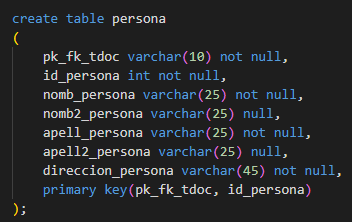 create table persona
(
    pk_fk_tdoc varchar(10) not null,
    id_persona int not null,
    nomb_persona varchar(25) not null,
    nomb2_persona varchar(25) null,
    apell_persona varchar(25) not null,
    apell2_persona varchar(25) null,
    direccion_persona varchar(45) not null,
    primary key(pk_fk_tdoc, id_persona)
);